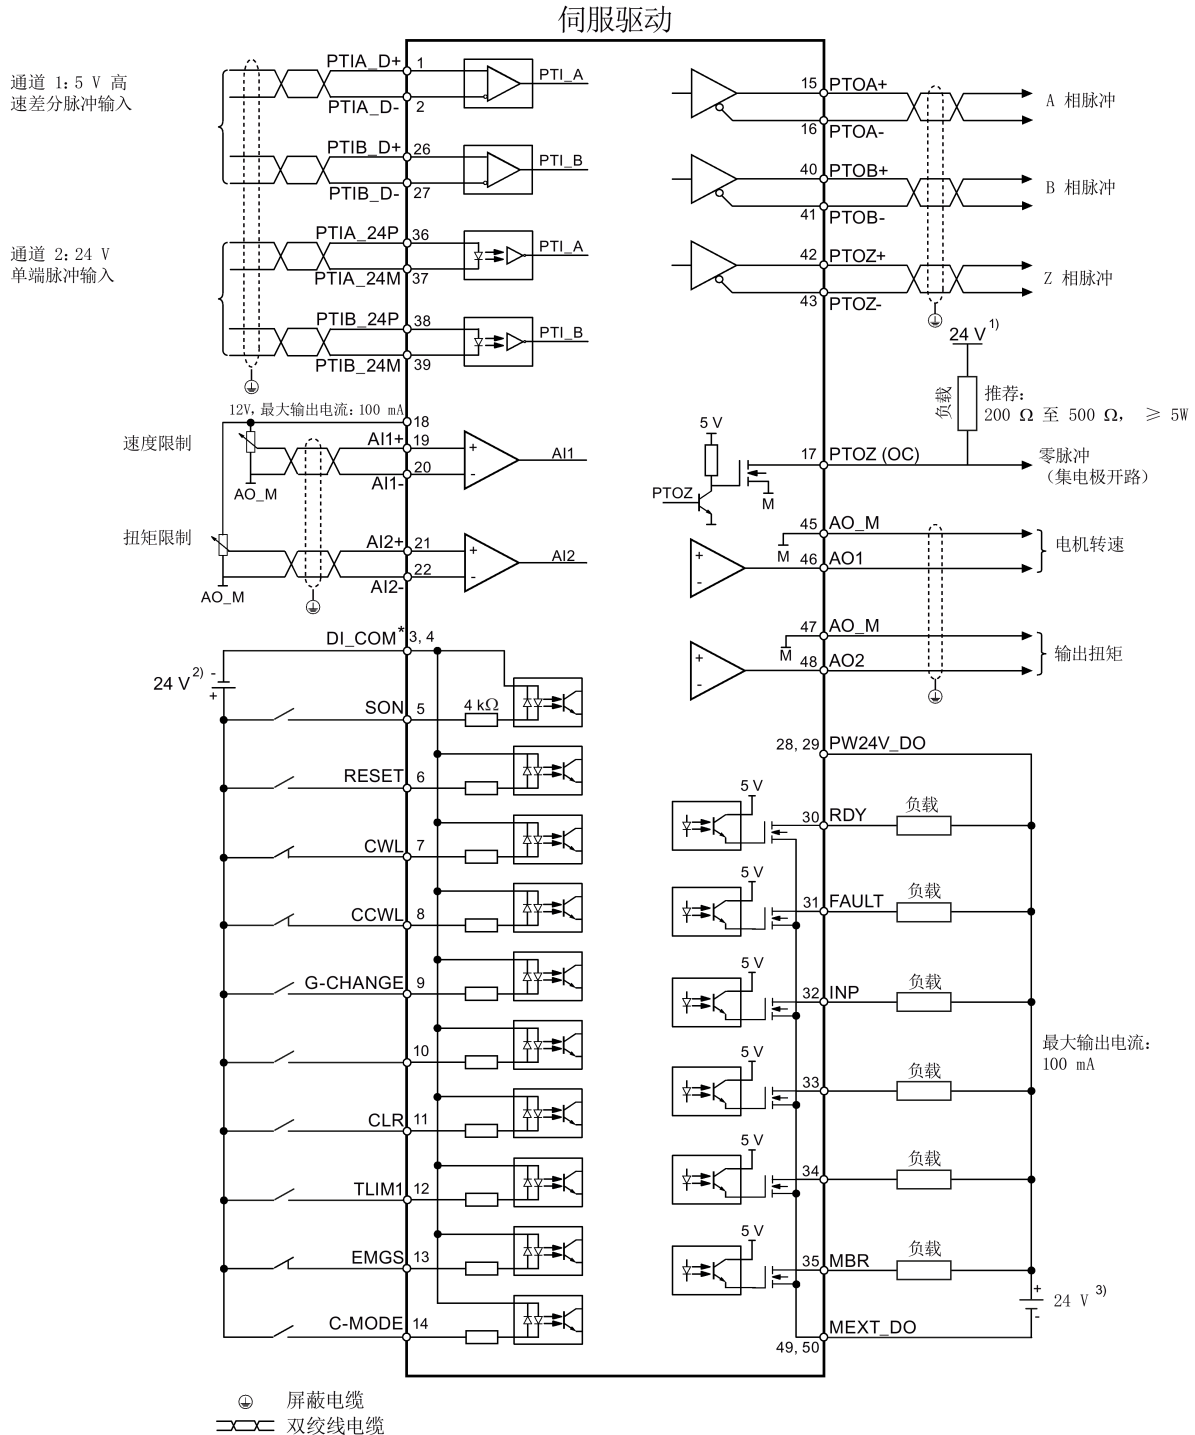 伺服驱动
通道 1：5 V 高
速差分脉冲输入
PTIA_D+ 1
PTIA_D- 2
PTI_A
PTIB_D+ 26
PTIB_D- 27
PTI_B
通道 2：24 V
单端脉冲输入
PTIA_24P 36
PTIA_24M 37
PTI_A
PTIB_24P 38
PTIB_24M 39
PTI_B
12V，最大输出电流：100 mA 18
速度限制
AI1+ 19
20
AI1-
AI1
AO_M
扭矩限制
AI2+ 21
22
AI2-
AI2
AO_M
DI_COM* 3, 4
24 V 2) -
+
SON 5
4 kΩ
RESET 6
CWL 7
CCWL 8
G-CHANGE 9
10
CLR 11
TLIM1 12
EMGS 13
C-MODE 14
15 PTOA+
16 PTOA-
A 相脉冲
40 PTOB+
41 PTOB-
B 相脉冲
42 PTOZ+
43 PTOZ-
Z 相脉冲
24 V 1)
负载
推荐：
200 Ω 至 500 Ω， ≥ 5W
5 V
PTOZ
M
17 PTOZ (OC)
零脉冲
（集电极开路）
45 AO_M
M
46 AO1
电机转速
47 AO_M
M
48 AO2
输出扭矩
28, 29 PW24V_DO
5 V
30 RDY
负载
5 V
31 FAULT
负载
5 V
32 INP
负载
最大输出电流：
100 mA
5 V
33
负载
5 V
34
负载
5 V
35 MBR
负载
+
24 V 3)
-
MEXT_DO
49, 50
屏蔽电缆
双绞线电缆